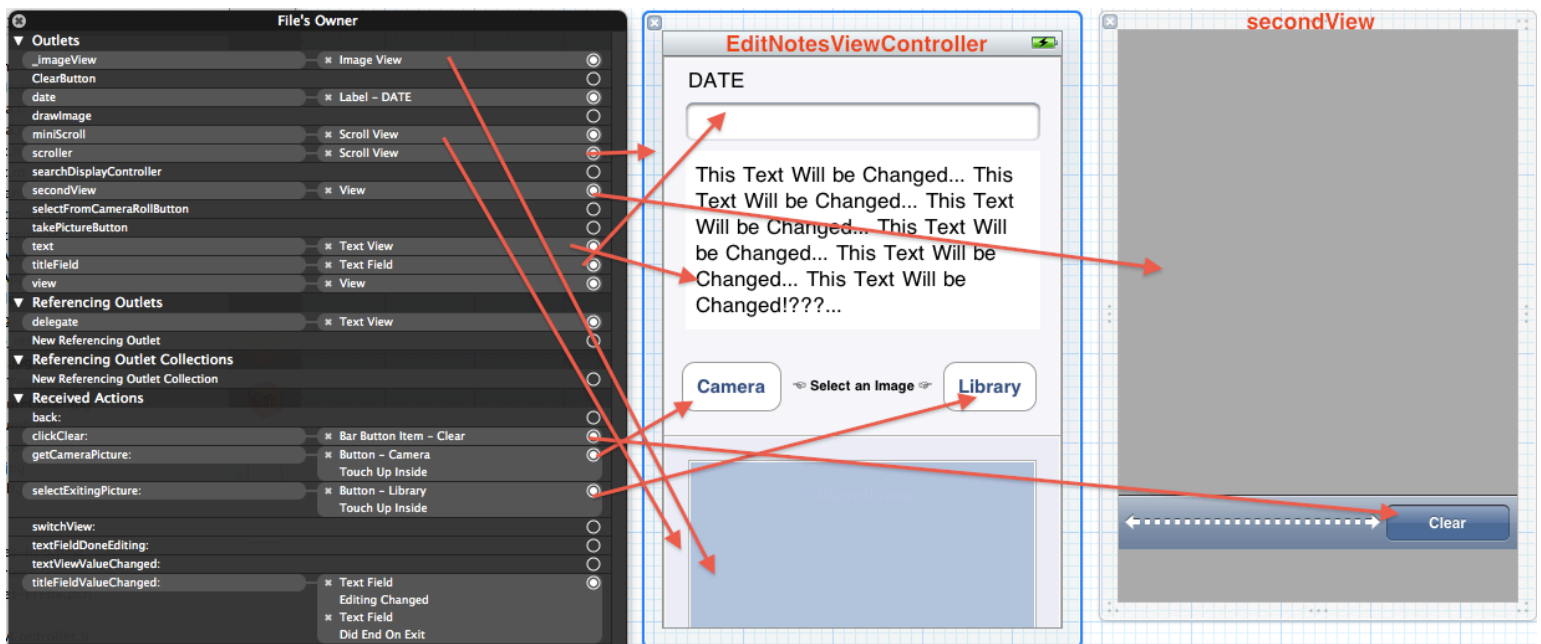 File's Owner
▼ Outlets
_imageView × Image View
ClearButton
date × Label – DATE
drawImage
miniScroll × Scroll View
scroller × Scroll View
searchDisplayController
secondView × View
selectFromCameraRollButton
takePictureButton
text × Text View
titleField × Text Field
view × View
▼ Referencing Outlets
delegate × Text View
New Referencing Outlet
▼ Referencing Outlet Collections
New Referencing Outlet Collection
▼ Received Actions
back:
clickClear: × Bar Button Item – Clear
getCameraPicture: × Button – Camera
Touch Up Inside
selectExitingPicture: × Button – Library
Touch Up Inside
switchView:
textFieldDoneEditing:
textViewValueChanged:
titleFieldValueChanged: × Text Field
Editing Changed
× Text Field
Did End On Exit
EditNotesViewController
DATE
This Text Will be Changed... This
Text Will be Changed... This Text
Will be Changed... This Text Will
be Changed... This Text Will be
Changed... This Text Will be
Changed!???...
Camera ☜ Select an Image ☞ Library
secondView
Clear